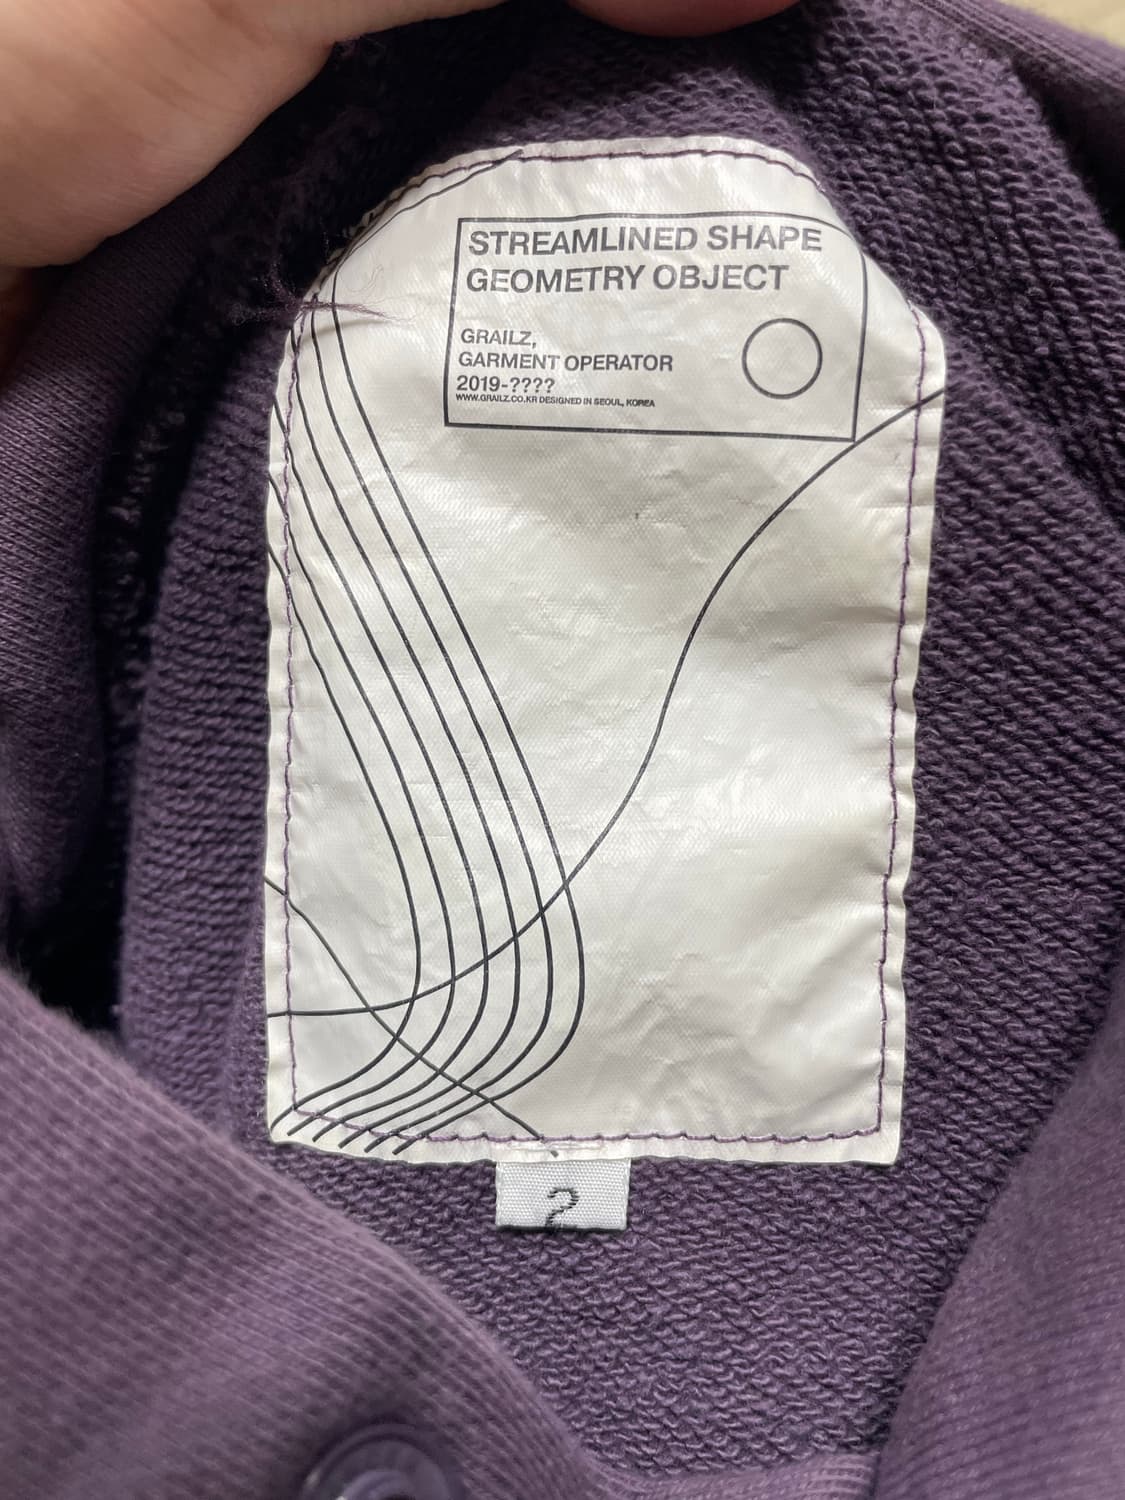 STREAMLINED SHAPE
GEOMETRY OBJECT
GRAILZ,
GARMENT OPERATOR
2019-????
WWW.GRAILZ.CO.KR DESIGNED IN SEOUL, KOREA
2